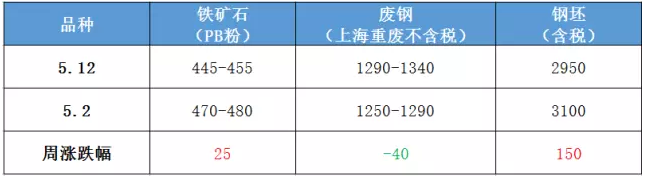 品种 铁矿石 废钢 钢坯
（PB粉） （上海重废不含税） （含税）
5.12 445-455 1290-1340 2950
5.2 470-480 1250-1290 3100
周涨跌幅 25 -40 150